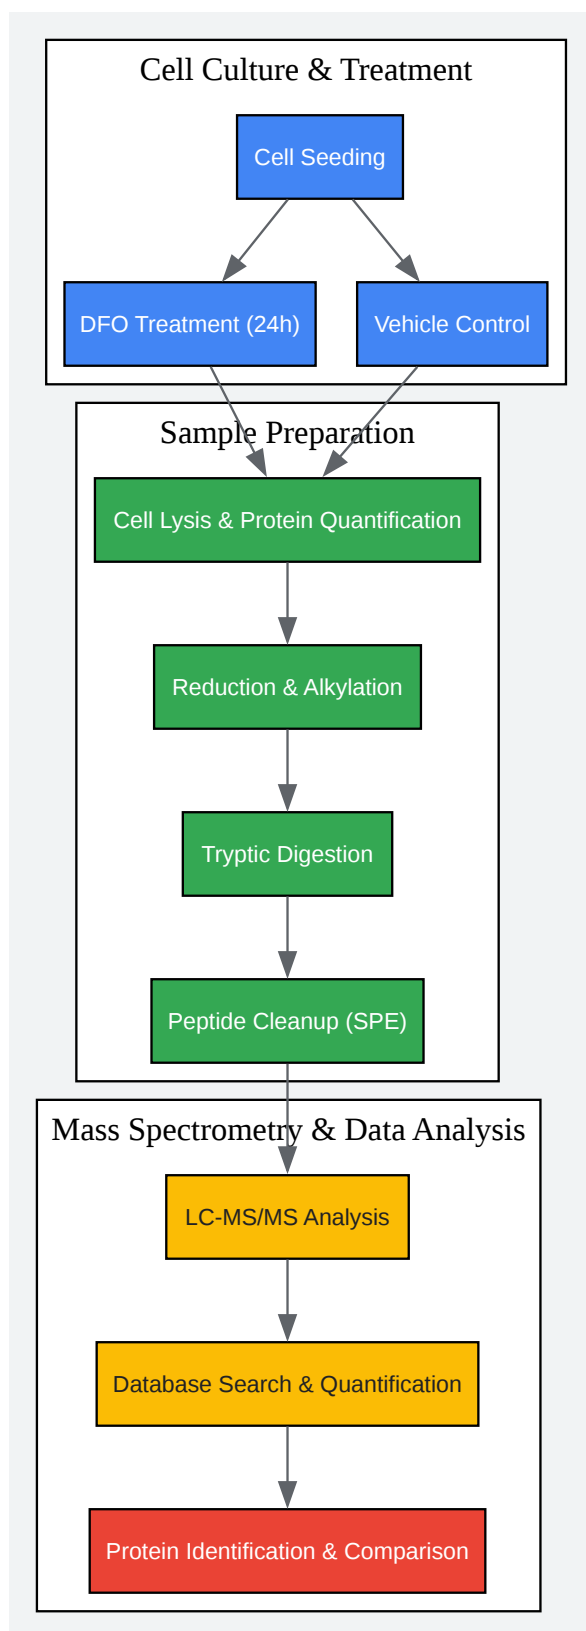 Cell Culture & Treatment
Cell Seeding
DFO Treatment (24h)
Vehicle Control
Sample Preparation
Cell Lysis & Protein Quantification
Reduction & Alkylation
Tryptic Digestion
Peptide Cleanup (SPE)
Mass Spectrometry & Data Analysis
LC-MS/MS Analysis
Database Search & Quantification
Protein Identification & Comparison